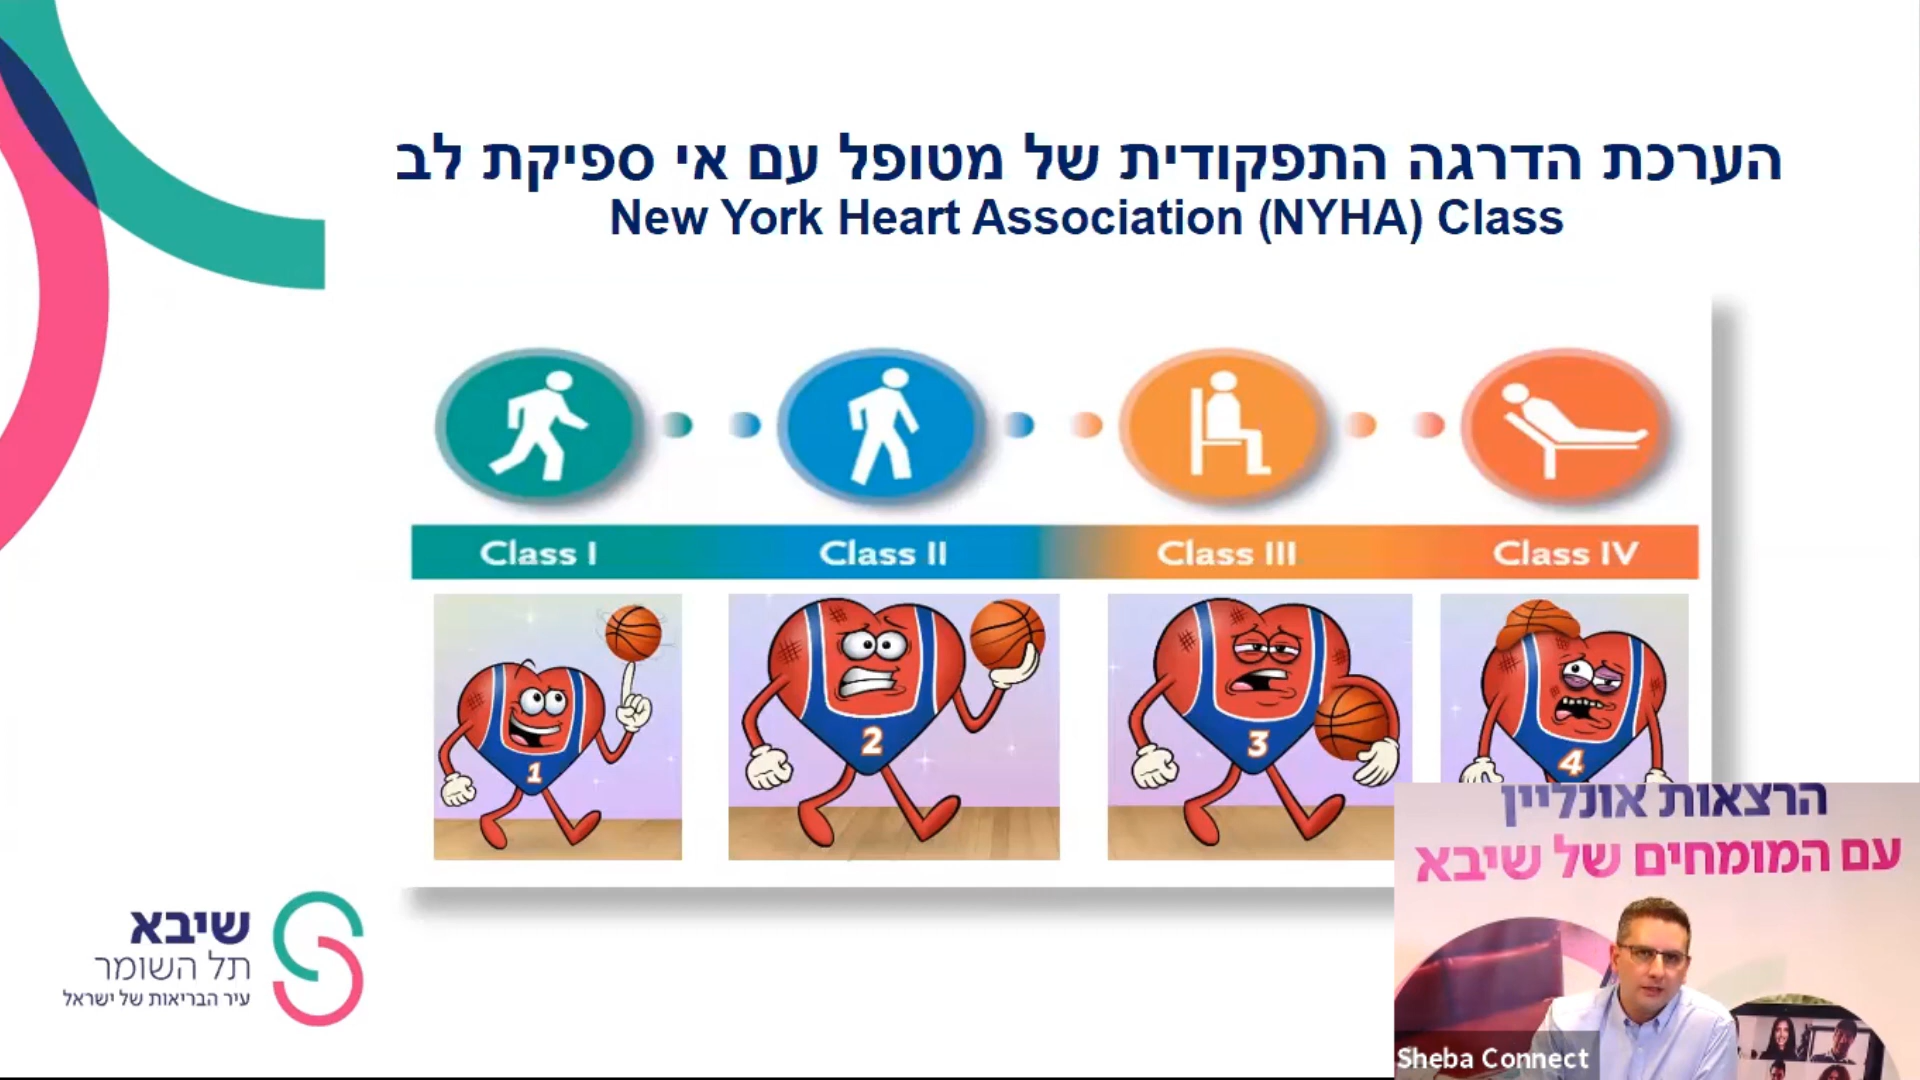 הערכת הדרגה התפקודית של מטופל עם אי ספיקת לב
New York Heart Association (NYHA) Class
Class I
Class II
Class III
Class IV
1
2
3
4
שיבא
תל השומר
עיר הבריאות של ישראל
הרצאות אונליין
עם המומחים של שיבא
Sheba Connect